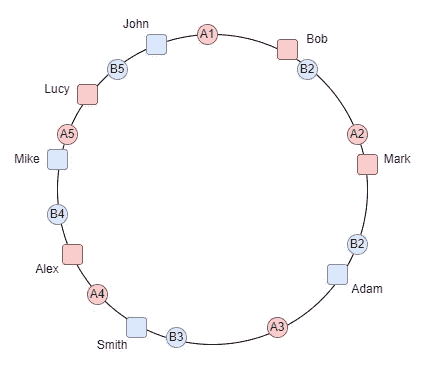 John
A1
Bob
B5
B2
Lucy
A5
A2
Mike
Mark
B4
B2
Alex
Adam
A4
A3
Smith
B3